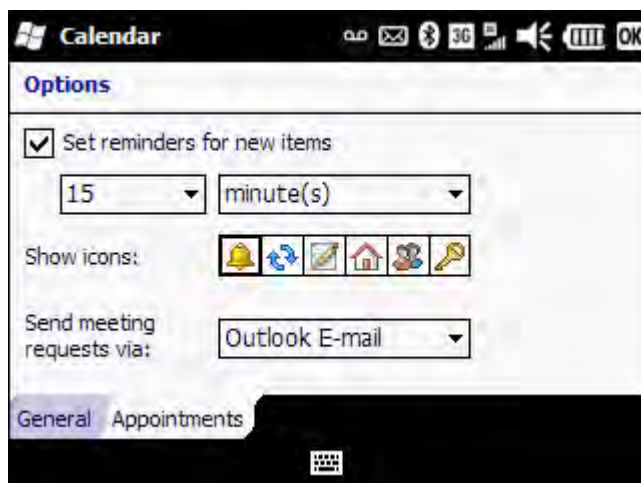 Calendar
3G
OK
Options
Set reminders for new items
15 minute(s)
Show icons:
Send meeting
requests via:
Outlook E-mail
General Appointments